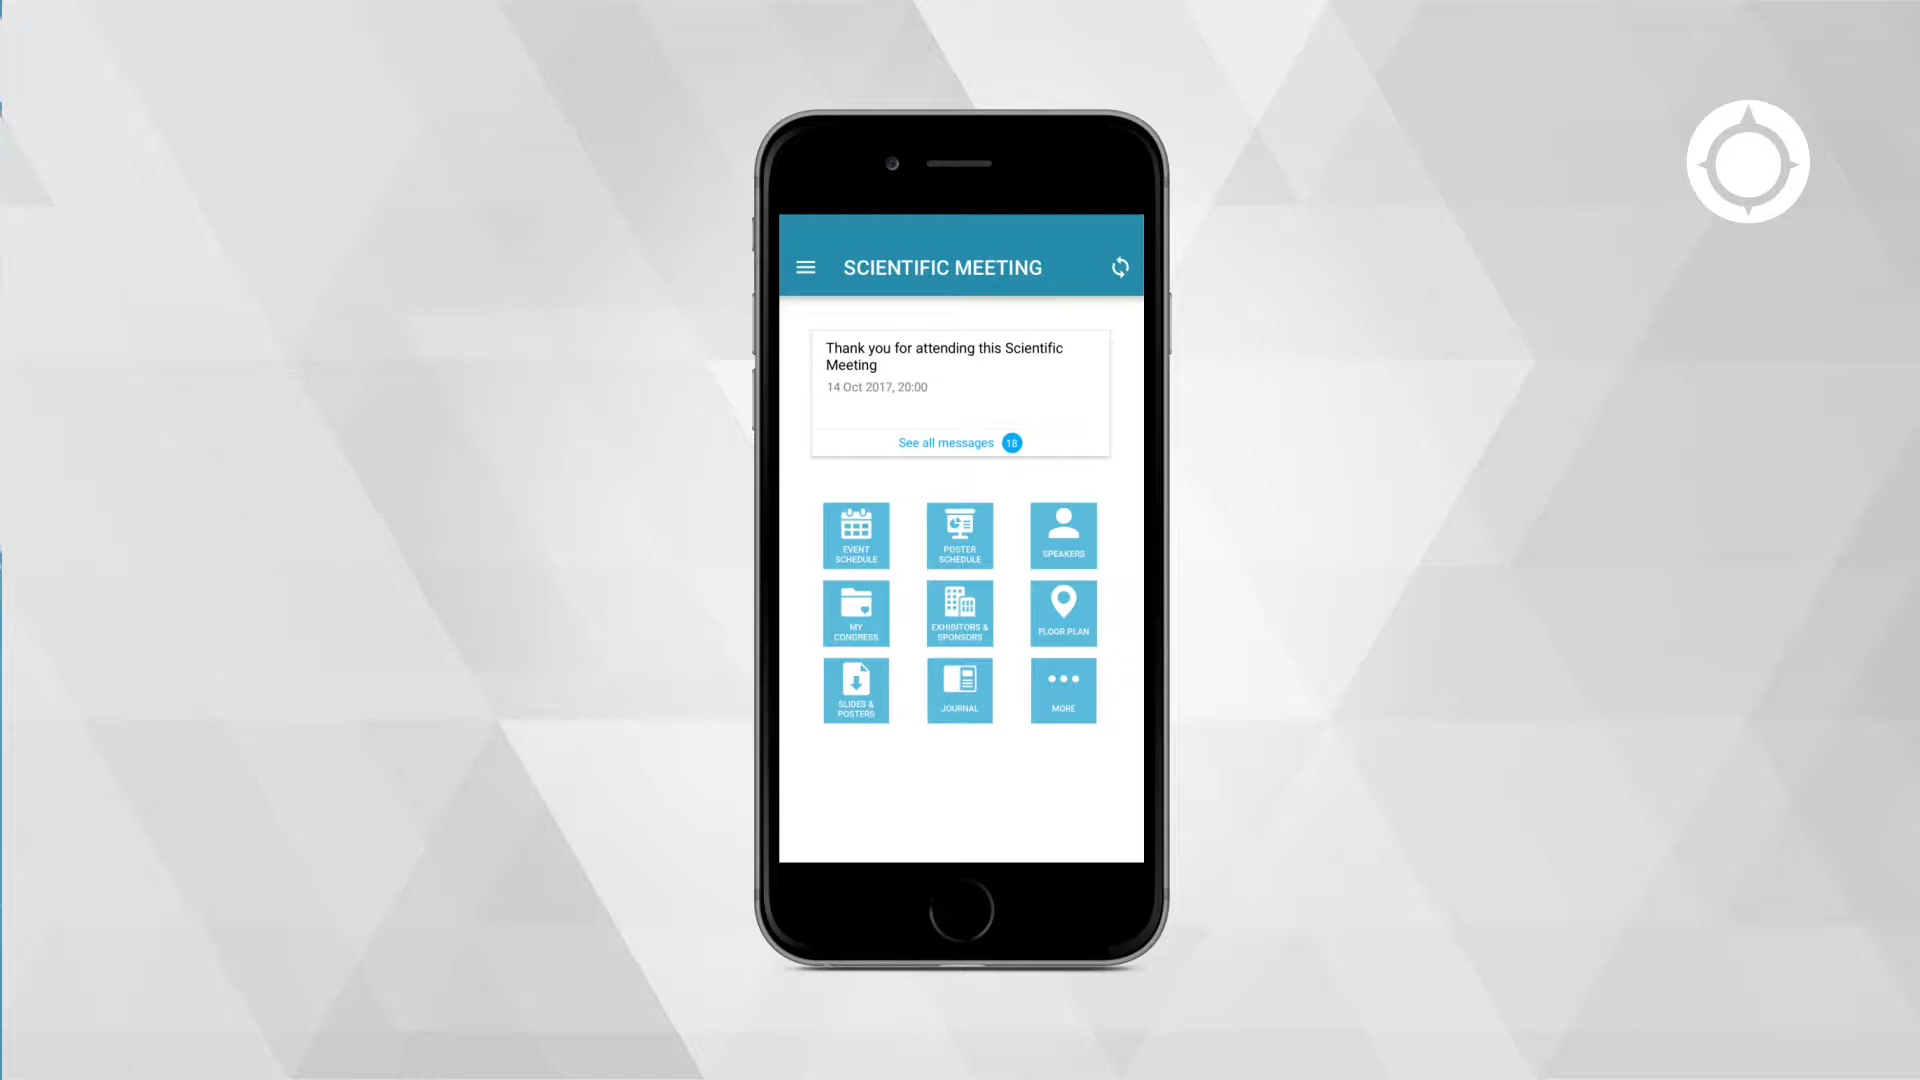 SCIENTIFIC MEETING
Thank you for attending this Scientific
Meeting
14 Oct 2017, 20:00
See all messages 18
EVENT
SCHEDULE
POSTER
SCHEDULE
SPEAKERS
MY
CONGRESS
EXHIBITORS &
SPONSORS
FLOOR PLAN
SLIDES &
POSTERS
JOURNAL
MORE